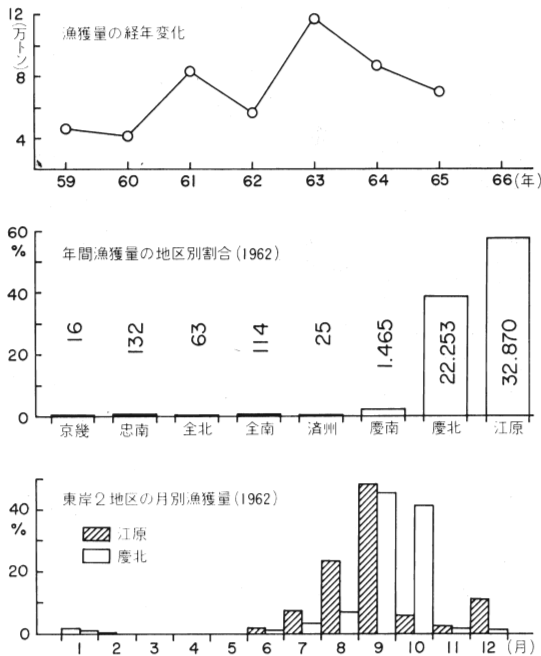 12
(万トン)
漁獲量の経年変化
8
4
59 60 61 62 63 64 65 66(年)
60
%
年間漁獲量の地区別割合(1962)
40
20
0
16 132 63 114 25 1.465 22.253 32.870
京畿 忠南 全北 全南 済州 慶南 慶北 江原
東岸2地区の月別漁獲量(1962)
40
%
江原
慶北
20
0
1 2 3 4 5 6 7 8 9 10 11 12 (月)